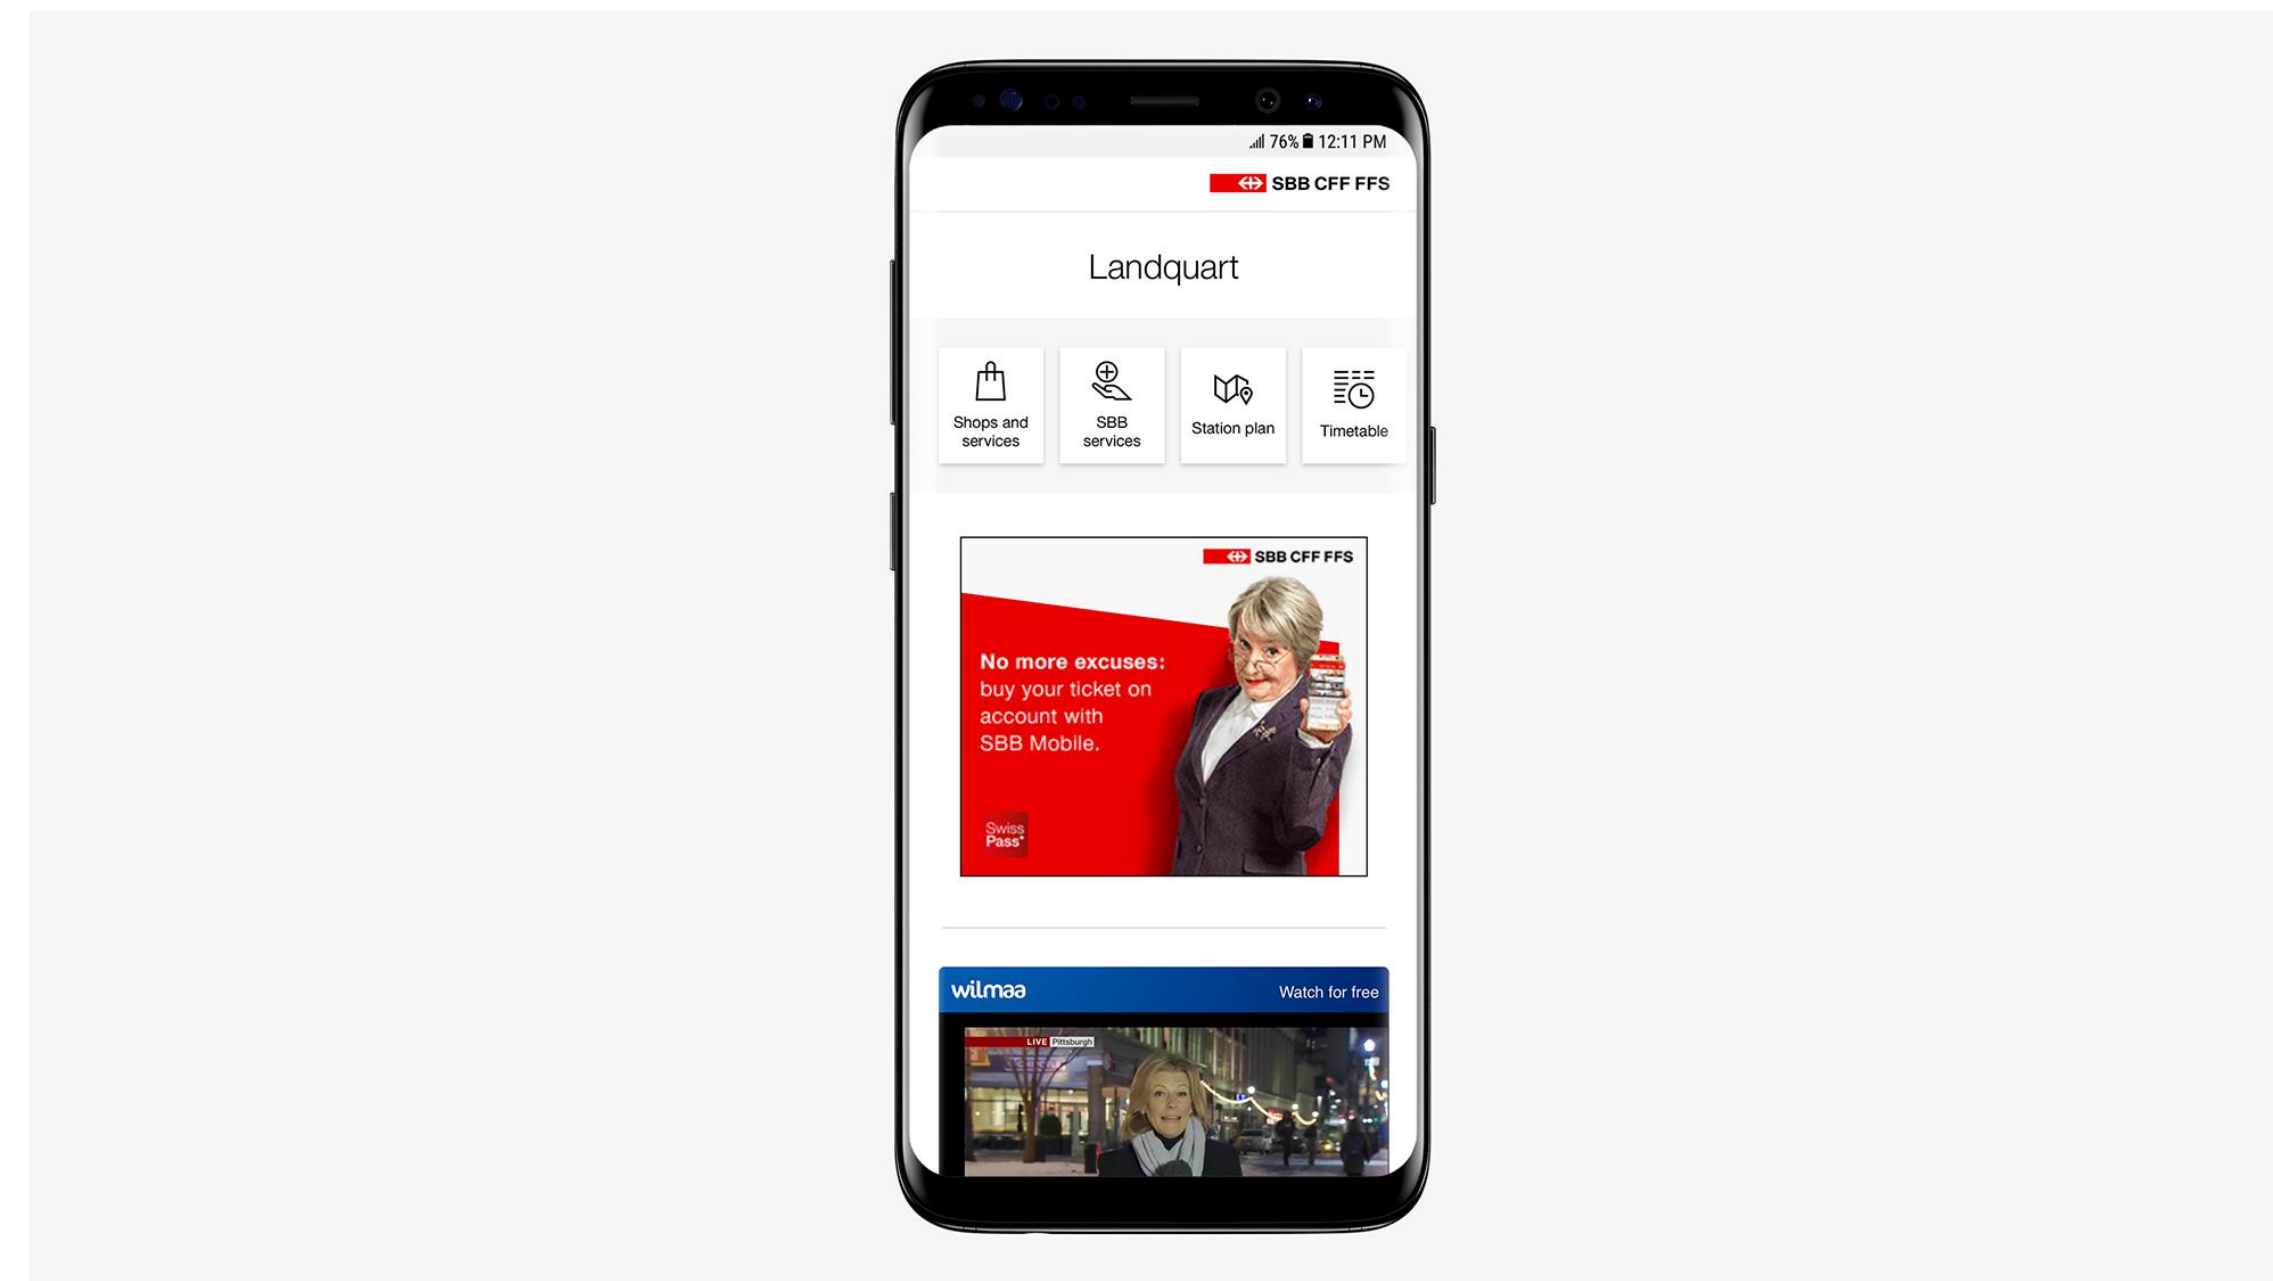 76% 12:11 PM
SBB CFF FFS
Landquart
Shops and
services
SBB
services
Station plan
Timetable
SBB CFF FFS
No more excuses:
buy your ticket on
account with
SBB Mobile.
Swiss
Pass+
wilmaa
Watch for free
LIVE Pittsburgh